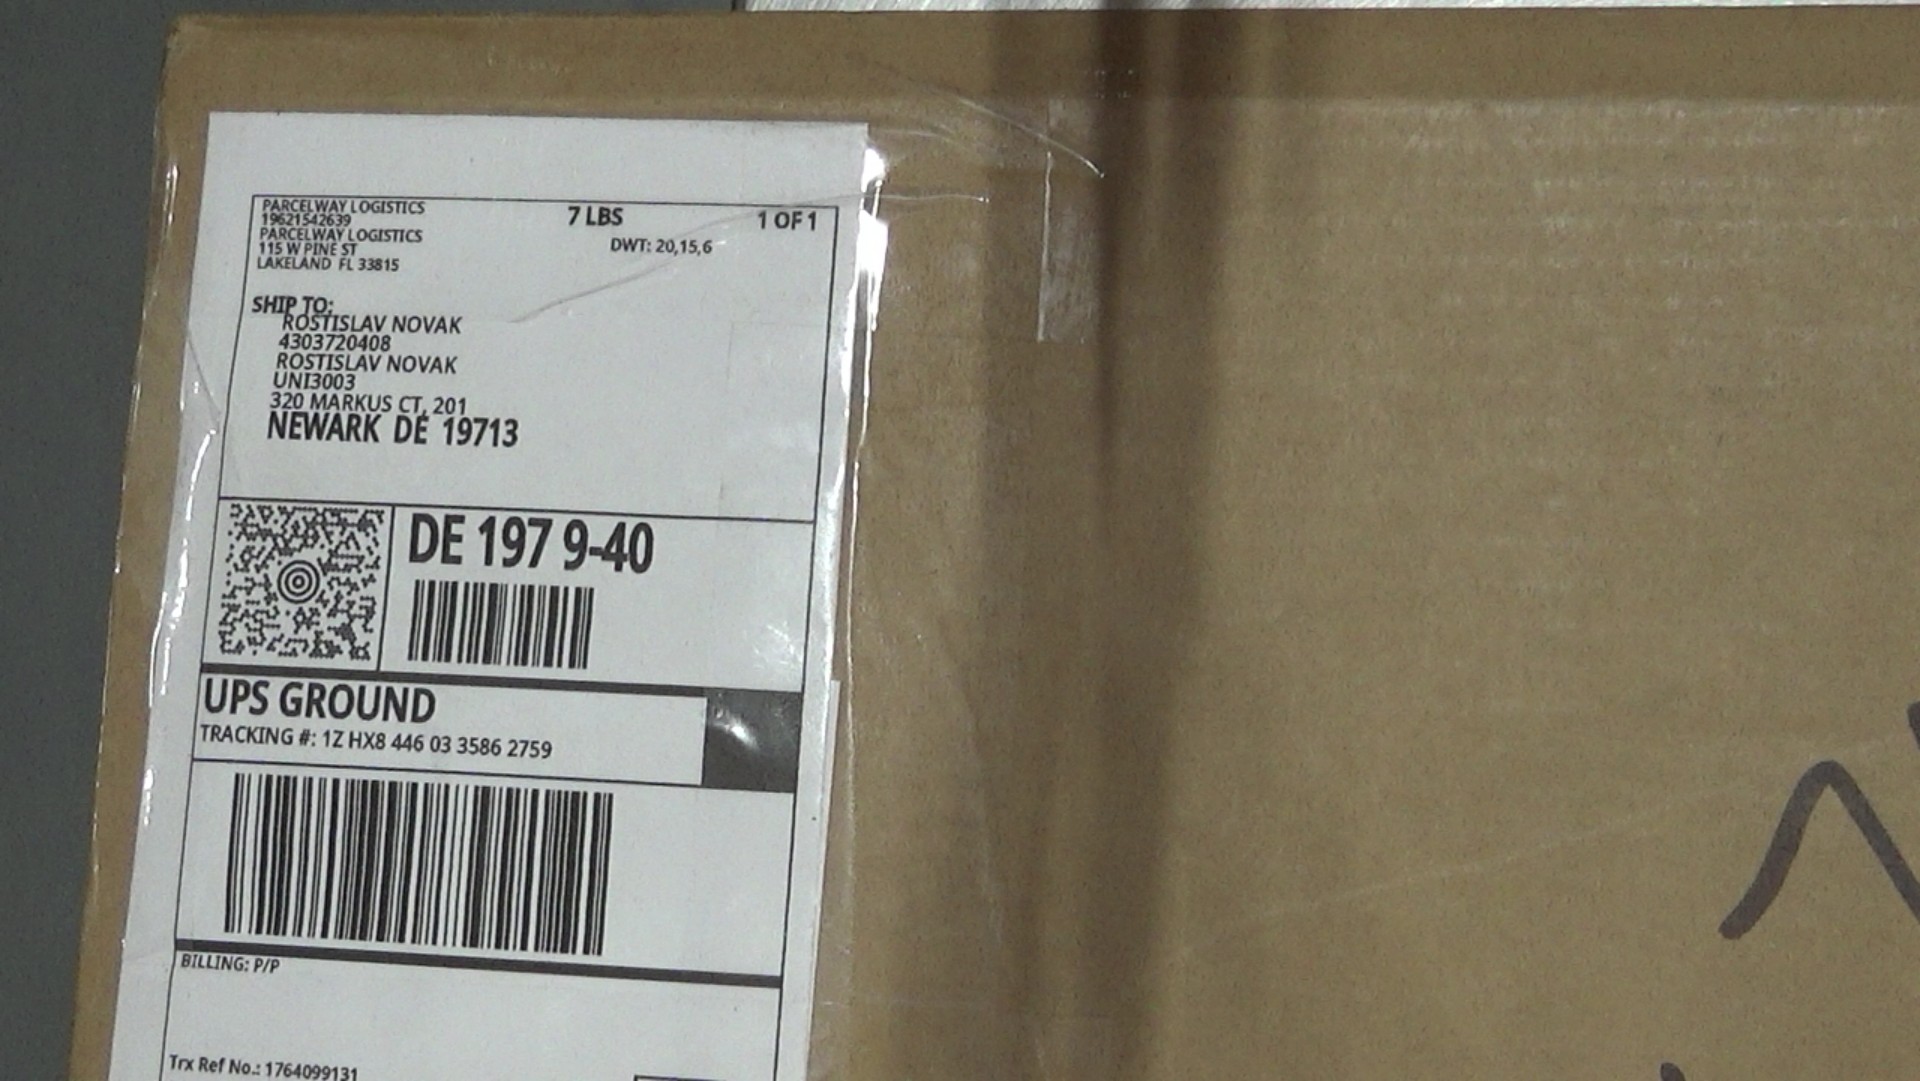 PARCELWAY LOGISTICS
19621542639
PARCELWAY LOGISTICS
115 W PINE ST
LAKELAND FL 33815
7 LBS
1 OF 1
DWT: 20,15,6
SHIP TO:
ROSTISLAV NOVAK
4303720408
ROSTISLAV NOVAK
UNI3003
320 MARKUS CT, 201
NEWARK DE 19713
DE 197 9-40
UPS GROUND
TRACKING #: 1Z HX8 446 03 3586 2759
BILLING: P/P
Trx Ref No.: 1764099131